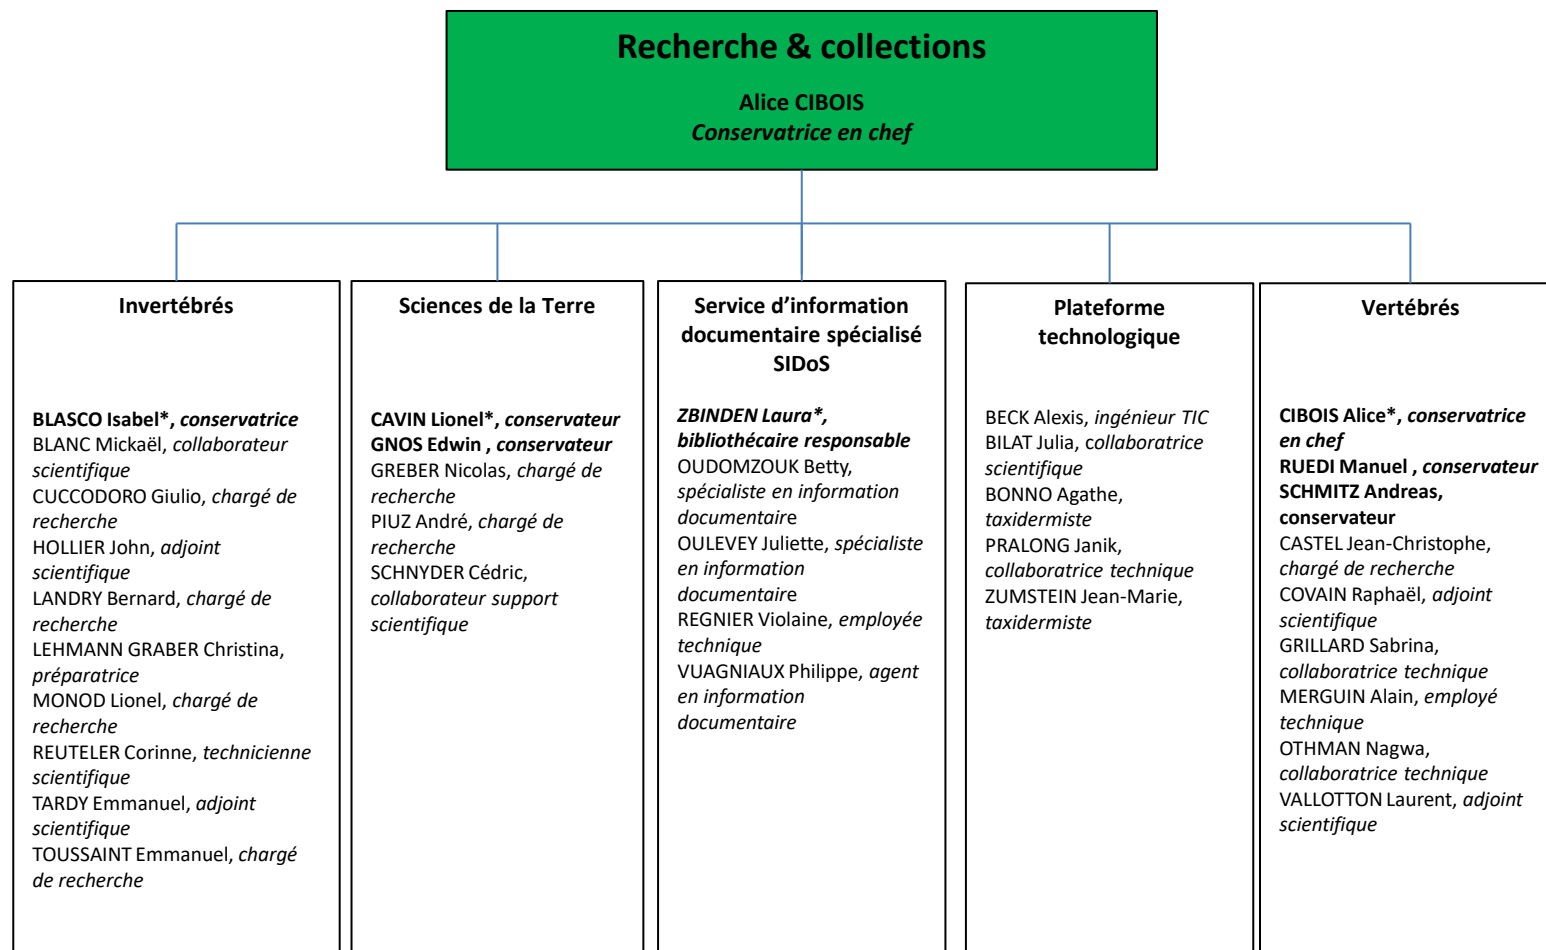 Recherche & collections
Alice CIBOIS
Conservatrice en chef
Invertébrés
BLASCO Isabel*, conservatrice
BLANC Mickaël, collaborateur
scientifique
CUCCODORO Giulio, chargé de
recherche
HOLLIER John, adjoint
scientifique
LANDRY Bernard, chargé de
recherche
LEHMANN GRABER Christina,
préparatrice
MONOD Lionel, chargé de
recherche
REUTELER Corinne, technicienne
scientifique
TARDY Emmanuel, adjoint
scientifique
TOUSSAINT Emmanuel, chargé
de recherche
Sciences de la Terre
CAVIN Lionel*, conservateur
GNOS Edwin , conservateur
GREBER Nicolas, chargé de
recherche
PIUZ André, chargé de
recherche
SCHNYDER Cédric,
collaborateur support
scientifique
Service d’information
documentaire spécialisé
SIDoS
ZBINDEN Laura*,
bibliothécaire responsable
OUDOMZOUK Betty,
spécialiste en information
documentaire
OULEVEY Juliette, spécialiste
en information
documentaire
REGNIER Violaine, employée
technique
VUAGNIAUX Philippe, agent
en information
documentaire
Plateforme
technologique
BECK Alexis, ingénieur TIC
BILAT Julia, collaboratrice
scientifique
BONNO Agathe,
taxidermiste
PRALONG Janik,
collaboratrice technique
ZUMSTEIN Jean-Marie,
taxidermiste
Vertébrés
CIBOIS Alice*, conservatrice
en chef
RUEDI Manuel , conservateur
SCHMITZ Andreas,
conservateur
CASTEL Jean-Christophe,
chargé de recherche
COVAIN Raphaël, adjoint
scientifique
GRILLARD Sabrina,
collaboratrice technique
MERGUIN Alain, employé
technique
OTHMAN Nagwa,
collaboratrice technique
VALLOTTON Laurent, adjoint
scientifique